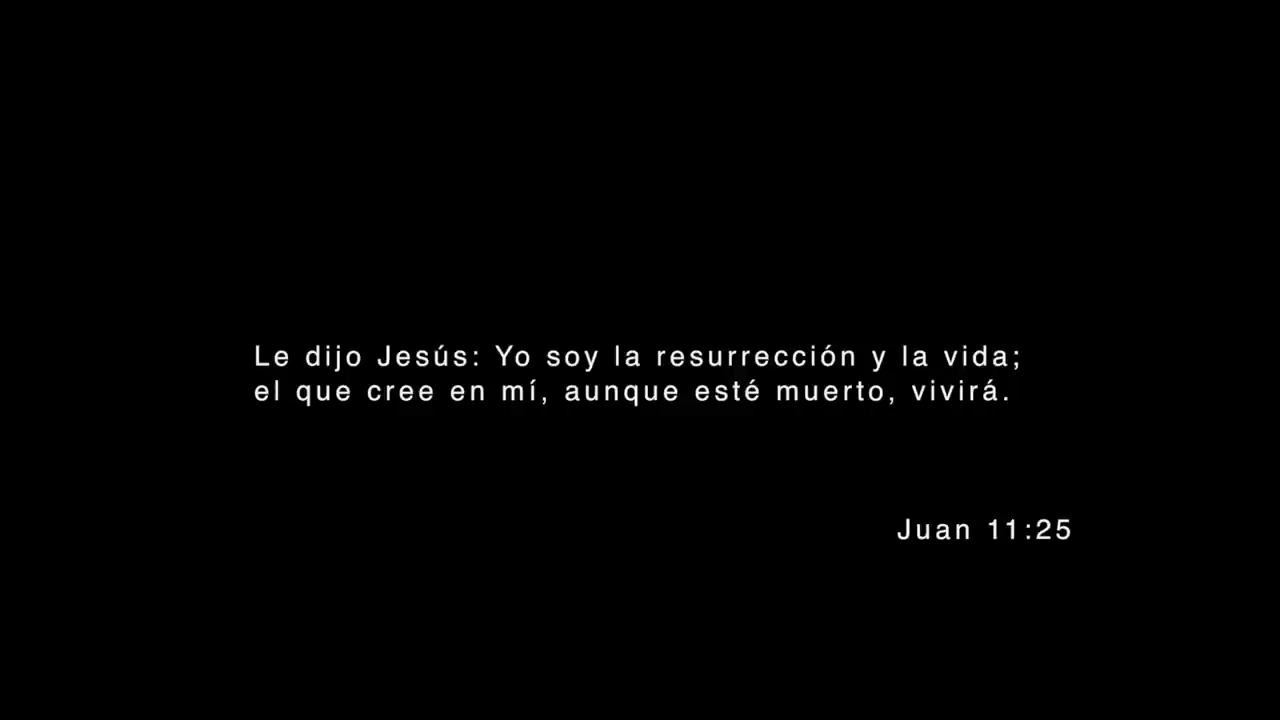 Le dijo Jesús: Yo soy la resurrección y la vida;
el que cree en mí, aunque esté muerto, vivirá.
Juan 11:25